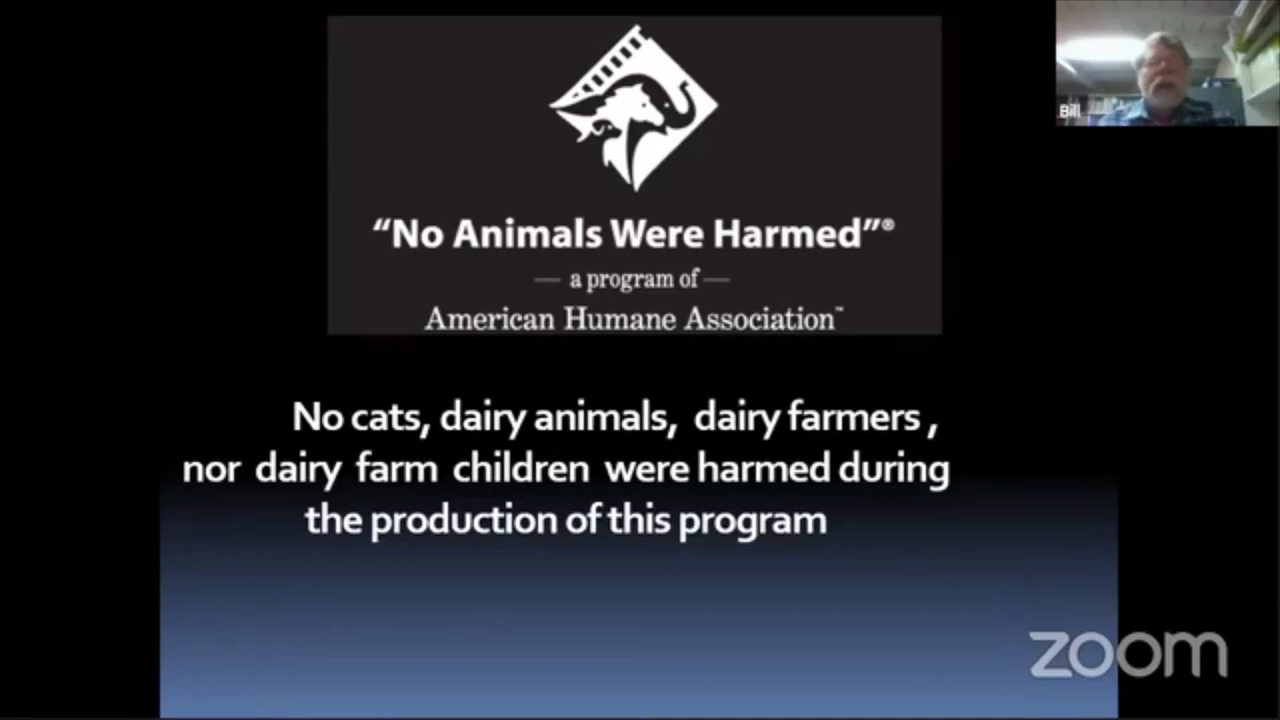 "No Animals Were Harmed"®
— a program of —
American Humane Association™
Bill
No cats, dairy animals, dairy farmers ,
nor dairy farm children were harmed during
the production of this program
zoom